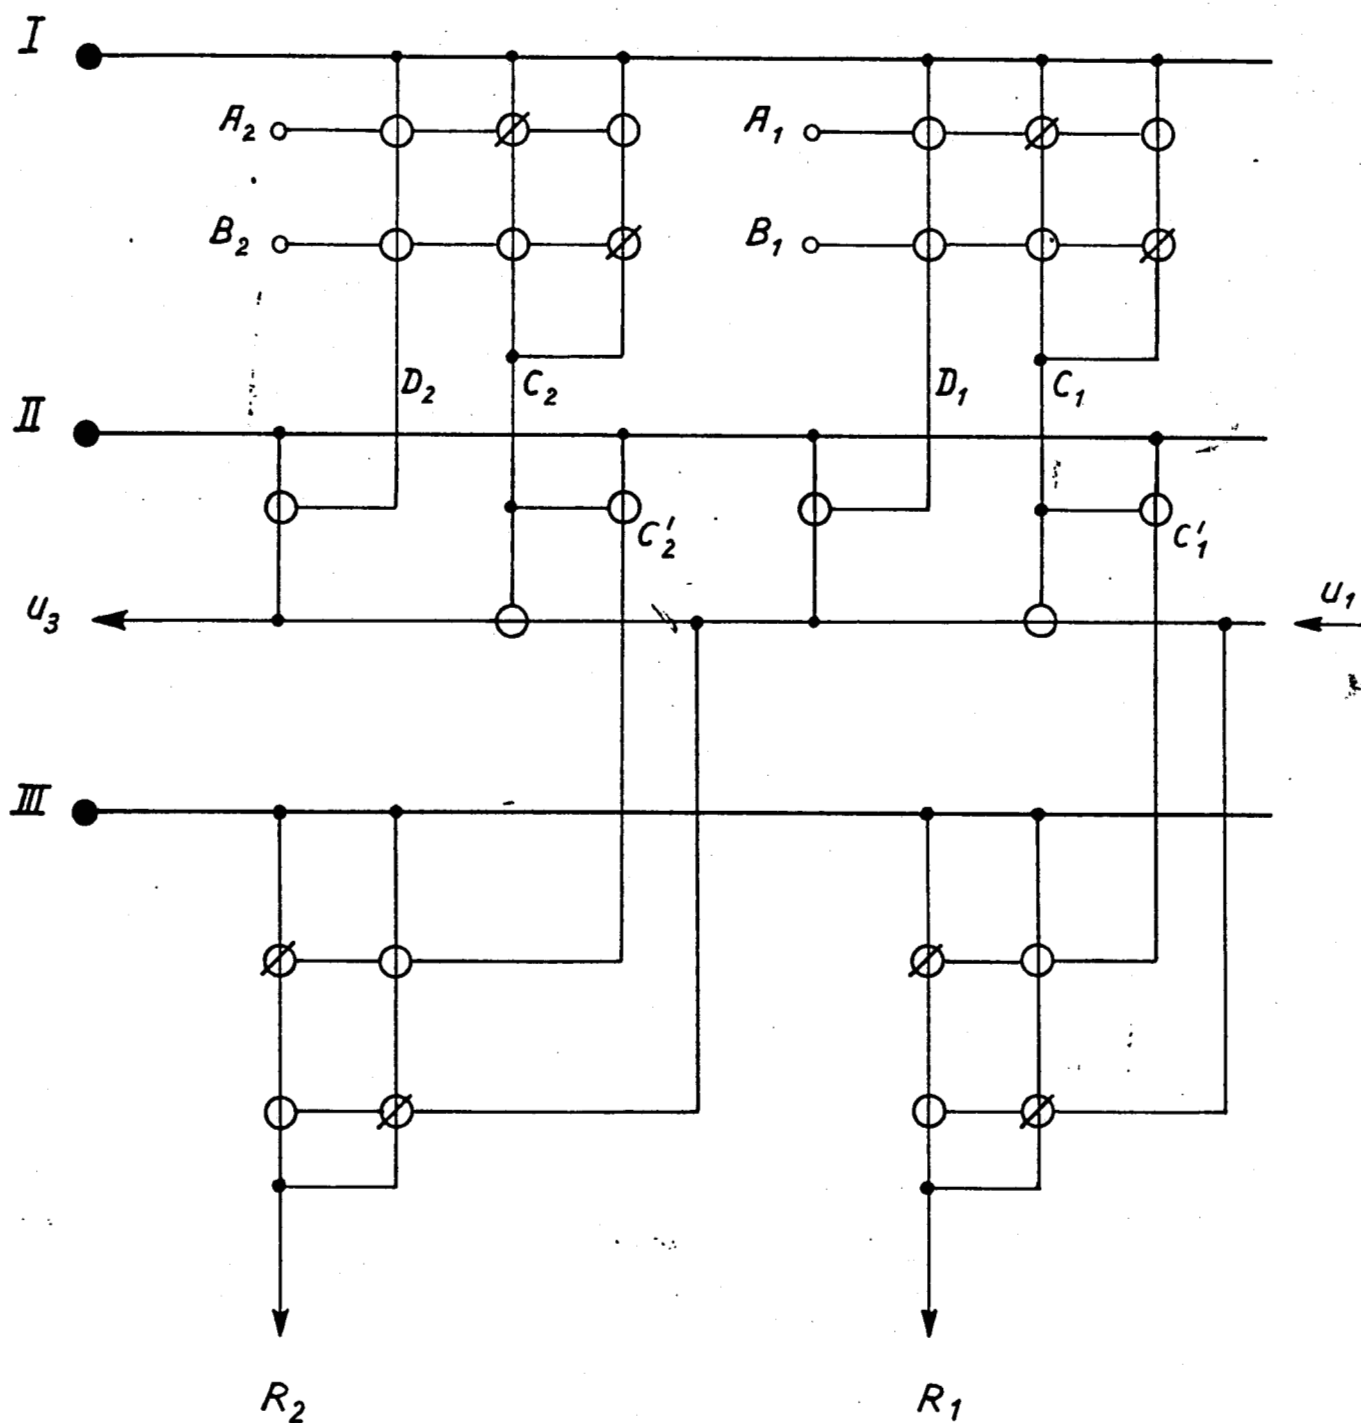 I
A₂ A₁
B₂ B₁
D₂ C₂ D₁ C₁
II
C′₂ C′₁
u₃ u₁
III
R₂ R₁